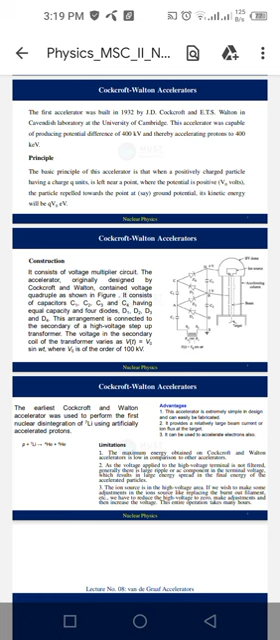 3:19 PM
125
B/s
Physics_MSC_II_N...
Cockcroft-Walton Accelerators
The first accelerator was built in 1932 by J.D. Cockcroft and E.T.S. Walton in
Cavendish laboratory at the University of Cambridge. This accelerator was capable
of producing potential difference of 400 kV and thereby accelerating protons to 400
keV.
Principle
The basic principle of this accelerator is that when a positively charged particle
having a charge q units, is left near a point, where the potential is positive (V₀ volts),
the particle repelled towards the point at (say) ground potential, its kinetic energy
will be qV₀ eV.
Nuclear Physics
Cockcroft-Walton Accelerators
Construction
It consists of voltage multiplier circuit. The
accelerator, originally designed by
Cockcroft and Walton, contained voltage
quadruple as shown in Figure . It consists
of capacitors C₁, C₂, C₃ and C₄ having
equal capacity and four diodes, D₁, D₂, D₃
and D₄. This arrangement is connected to
the secondary of a high-voltage step up
transformer. The voltage in the secondary
coil of the transformer varies as V(t) = V₀
sin wt, where V₀ is of the order of 100 kV.
HV dome
Ion source
Accelerating
column
Beam
Target
Nuclear Physics
Cockcroft-Walton Accelerators
The earliest Cockcroft and Walton
accelerator was used to perform the first
nuclear disintegration of ⁷Li using artificially
accelerated protons.
p + ⁷Li → ⁴He + ⁴He
Advantages
1. This accelerator is extremely simple in design
and can easily be fabricated.
2. It provides a relatively large beam current or
ion flux at the target.
3. It can be used to accelerate electrons also.
Limitations
1. The maximum energy obtained on Cockcroft and Walton
accelerators is low in comparison to other accelerators.
2. As the voltage applied to the high-voltage terminal is not filtered,
generally there is large ripple or ac component in the terminal voltage,
which results in large energy spread in the final energy of the
accelerated particles.
3. The ion source is in the high-voltage area. If we wish to make some
adjustments in the ions source like replacing the burnt out filament,
etc., we have to reduce the high-voltage to zero, make adjustments and
then increase the voltage. This entire operation takes many hours.
Nuclear Physics
Lecture No. 08: van de Graaf Accelerators